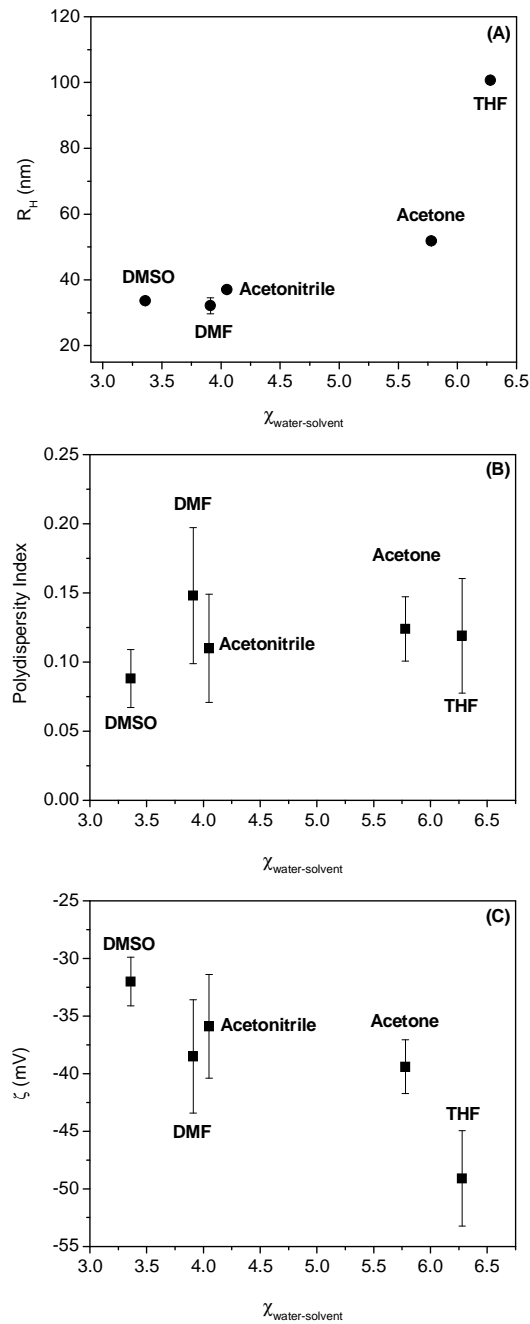 (A)
120
100
80
60
40
20
R_H (nm)
THF
Acetone
DMSO
Acetonitrile
DMF
3.0 3.5 4.0 4.5 5.0 5.5 6.0 6.5
χ_water-solvent
(B)
0.25
0.20
0.15
0.10
0.05
0.00
Polydispersity Index
DMF
Acetone
Acetonitrile
DMSO
THF
3.0 3.5 4.0 4.5 5.0 5.5 6.0 6.5
χ_water-solvent
(C)
-25
-30
-35
-40
-45
-50
-55
ζ (mV)
DMSO
Acetonitrile
Acetone
DMF
THF
3.0 3.5 4.0 4.5 5.0 5.5 6.0 6.5
χ_water-solvent